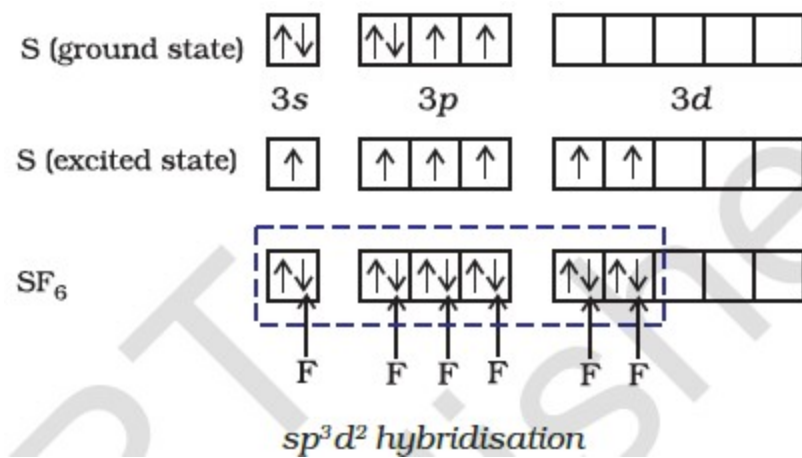 S (ground state)
3s 3p 3d
S (excited state)
SF₆
F F F F F F
sp³d² hybridisation